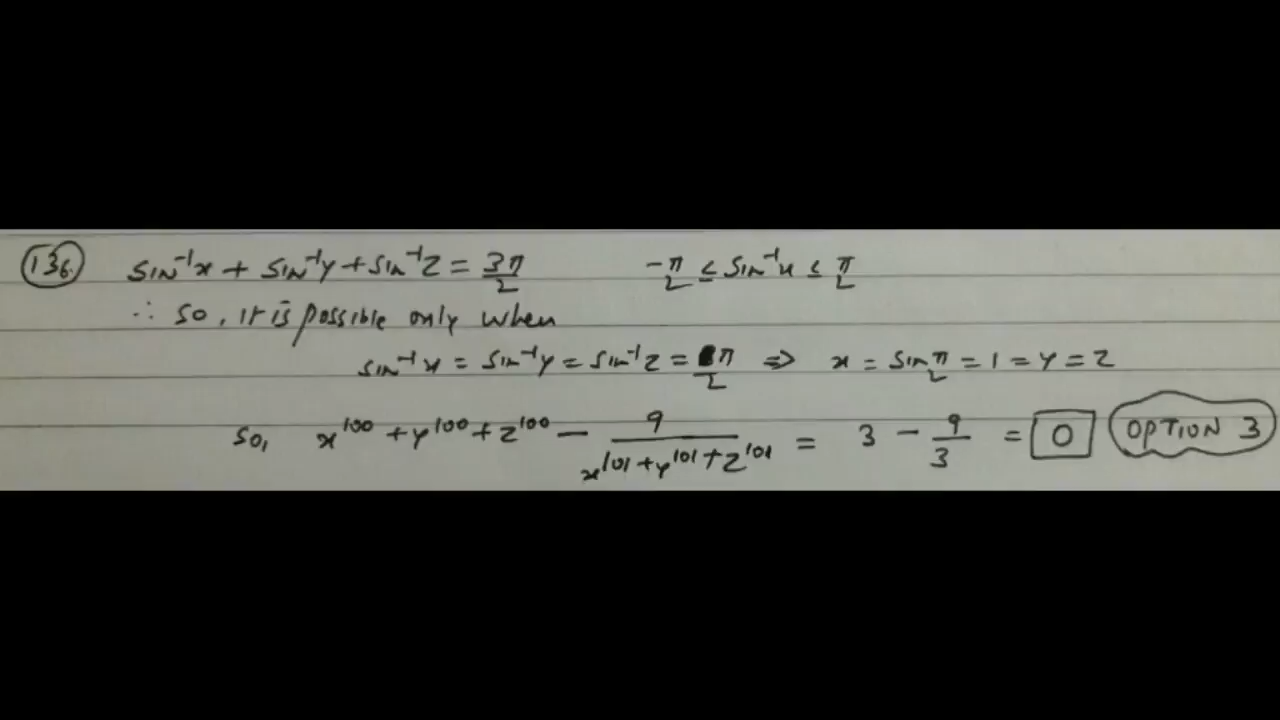 136. sin⁻¹x + sin⁻¹y + sin⁻¹z = 3π/2 -π/2 ≤ sin⁻¹x ≤ π/2
∴ so, it is possible only when
sin⁻¹x = sin⁻¹y = sin⁻¹z = π/2 ⇒ x = sin π/2 = 1 = y = z
so, x¹⁰⁰ + y¹⁰⁰ + z¹⁰⁰ − 9/(x¹⁰¹ + y¹⁰¹ + z¹⁰¹) = 3 − 9/3 = 0 OPTION 3